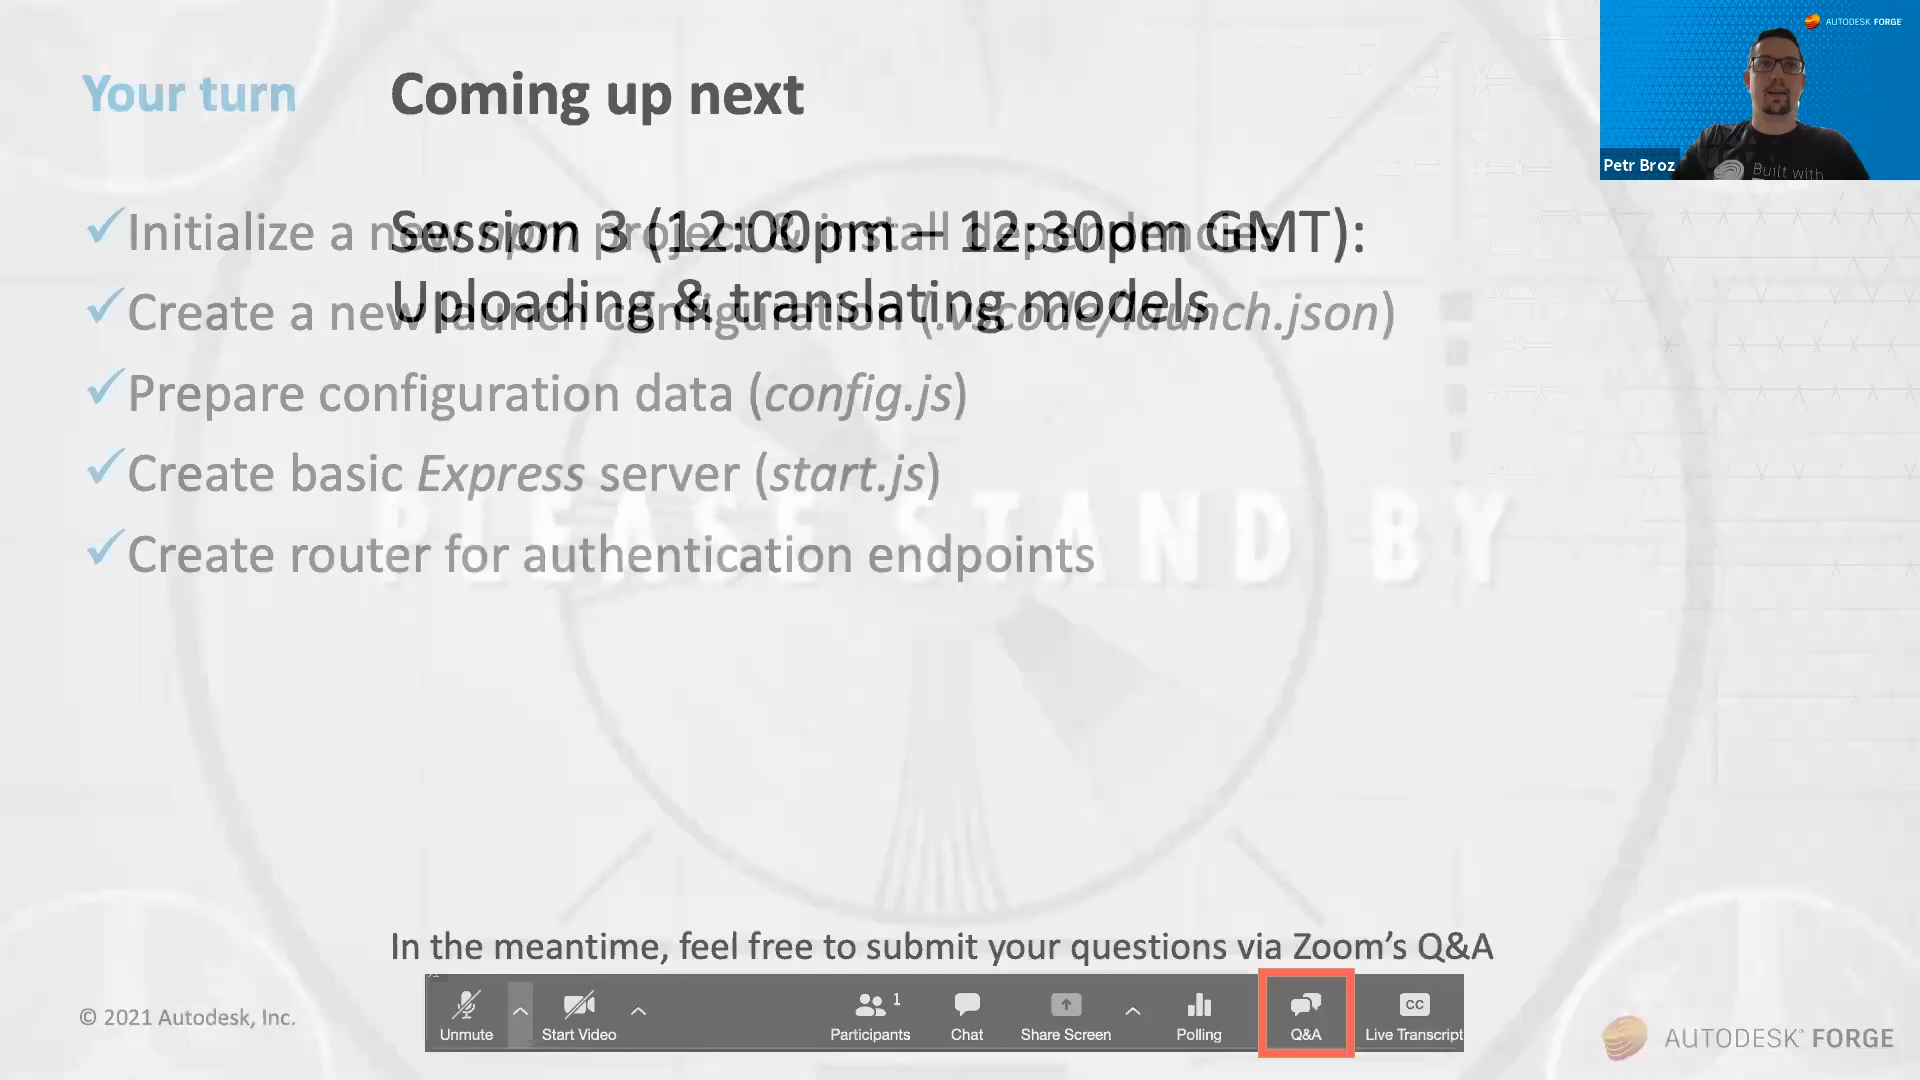 AUTODESK FORGE
Built with
Petr Broz
Your turn
Coming up next
✓Initialize a new npm project & install dependencies
✓Create a new launch configuration (.vscode/launch.json)
✓Prepare configuration data (config.js)
✓Create basic Express server (start.js)
✓Create router for authentication endpoints
Session 3 (12:00pm – 12:30pm GMT):
Uploading & translating models
PLEASE STAND BY
In the meantime, feel free to submit your questions via Zoom's Q&A
Unmute
Start Video
1
Participants
Chat
Share Screen
Polling
Q&A
CC
Live Transcript
© 2021 Autodesk, Inc.
AUTODESK FORGE